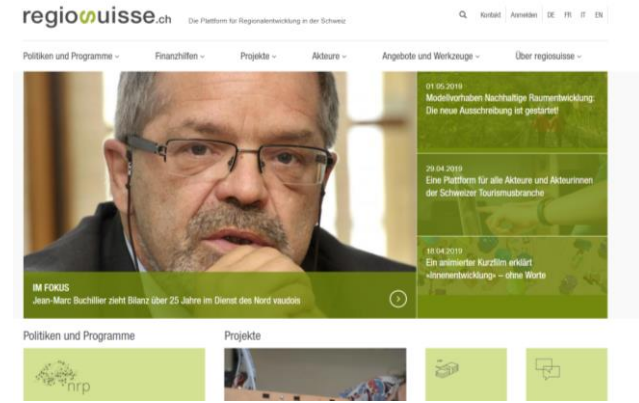 regiosuisse.ch Die Plattform für Regionalentwicklung in der Schweiz
Kontakt Anmelden DE FR IT EN
Politiken und Programme Finanzhilfen Projekte Akteure Angebote und Werkzeuge Über regiosuisse
01.05.2019
Modellvorhaben Nachhaltige Raumentwicklung:
Die neue Ausschreibung ist gestartet!
29.04.2019
Eine Plattform für alle Akteure und Akteurinnen
der Schweizer Tourismusbranche
18.04.2019
Ein animierter Kurzfilm erklärt
«Innenentwicklung» – ohne Worte
IM FOKUS
Jean-Marc Buchillier zieht Bilanz über 25 Jahre im Dienst des Nord vaudois
Politiken und Programme Projekte
nrp